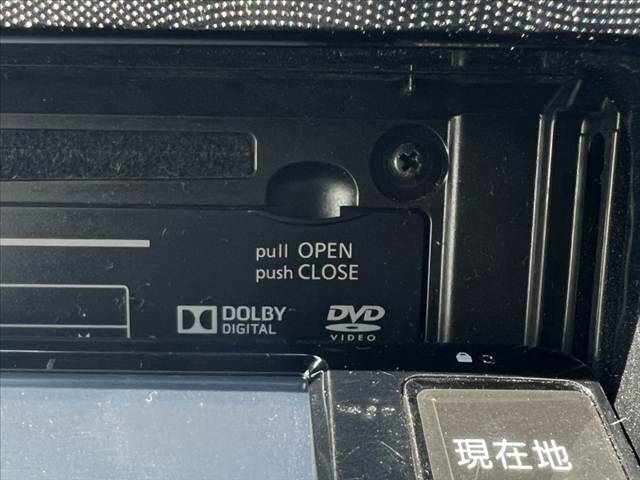 pull OPEN
push CLOSE
DOLBY
DIGITAL
DVD
VIDEO
現在地